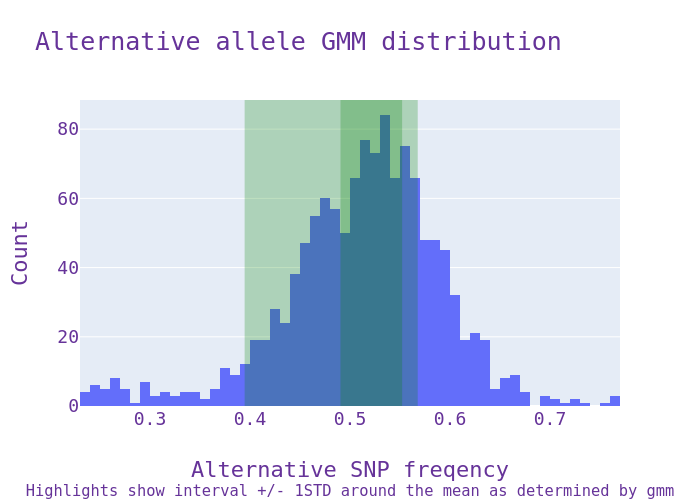 Alternative allele GMM distribution
80
60
40
20
0
Count
0.3 0.4 0.5 0.6 0.7
Alternative SNP freqency
Highlights show interval +/- 1STD around the mean as determined by gmm